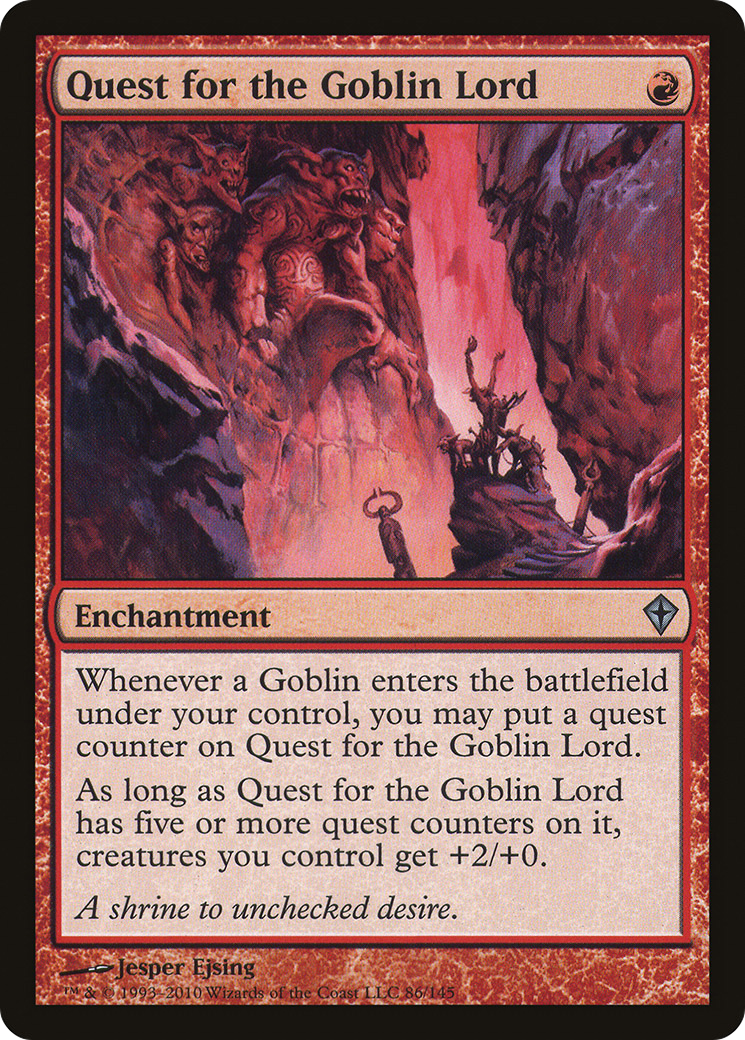 Quest for the Goblin Lord
Enchantment
Whenever a Goblin enters the battlefield
under your control, you may put a quest
counter on Quest for the Goblin Lord.
As long as Quest for the Goblin Lord
has five or more quest counters on it,
creatures you control get +2/+0.
A shrine to unchecked desire.
Jesper Ejsing
™ & © 1993–2010 Wizards of the Coast LLC 86/145